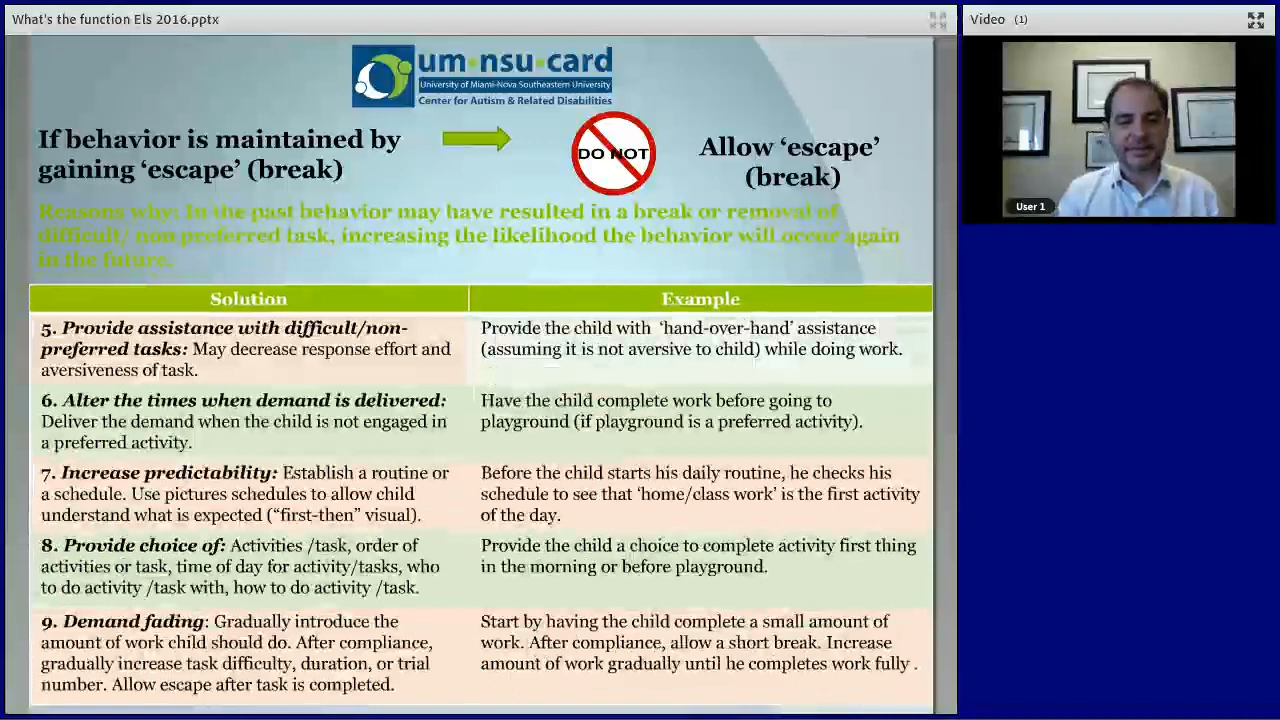 What's the function Els 2016.pptx
Video (1)
um·nsu·card
University of Miami-Nova Southeastern University
Center for Autism & Related Disabilities
If behavior is maintained by
gaining ‘escape’ (break)
DO NOT
Allow ‘escape’
(break)
User 1
Reasons why: In the past behavior may have resulted in a break or removal of
difficult/ non preferred task, increasing the likelihood the behavior will occur again
in the future.
Solution
Example
5. Provide assistance with difficult/non-
preferred tasks: May decrease response effort and
aversiveness of task.
Provide the child with ‘hand-over-hand’ assistance
(assuming it is not aversive to child) while doing work.
6. Alter the times when demand is delivered:
Deliver the demand when the child is not engaged in
a preferred activity.
Have the child complete work before going to
playground (if playground is a preferred activity).
7. Increase predictability: Establish a routine or
a schedule. Use pictures schedules to allow child
understand what is expected (“first-then” visual).
Before the child starts his daily routine, he checks his
schedule to see that ‘home/class work’ is the first activity
of the day.
8. Provide choice of: Activities /task, order of
activities or task, time of day for activity/tasks, who
to do activity /task with, how to do activity /task.
Provide the child a choice to complete activity first thing
in the morning or before playground.
9. Demand fading: Gradually introduce the
amount of work child should do. After compliance,
gradually increase task difficulty, duration, or trial
number. Allow escape after task is completed.
Start by having the child complete a small amount of
work. After compliance, allow a short break. Increase
amount of work gradually until he completes work fully .